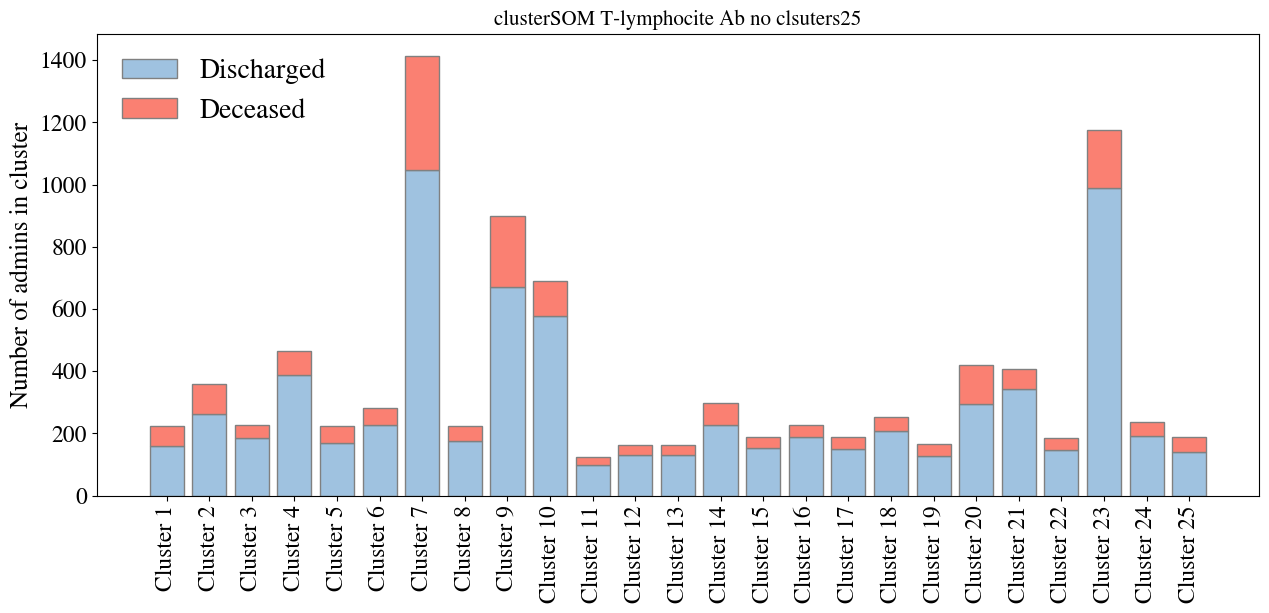 clusterSOM T-lymphocite Ab no clsuters25
Discharged
Deceased
Number of admins in cluster
1400
1200
1000
800
600
400
200
0
Cluster 1
Cluster 2
Cluster 3
Cluster 4
Cluster 5
Cluster 6
Cluster 7
Cluster 8
Cluster 9
Cluster 10
Cluster 11
Cluster 12
Cluster 13
Cluster 14
Cluster 15
Cluster 16
Cluster 17
Cluster 18
Cluster 19
Cluster 20
Cluster 21
Cluster 22
Cluster 23
Cluster 24
Cluster 25